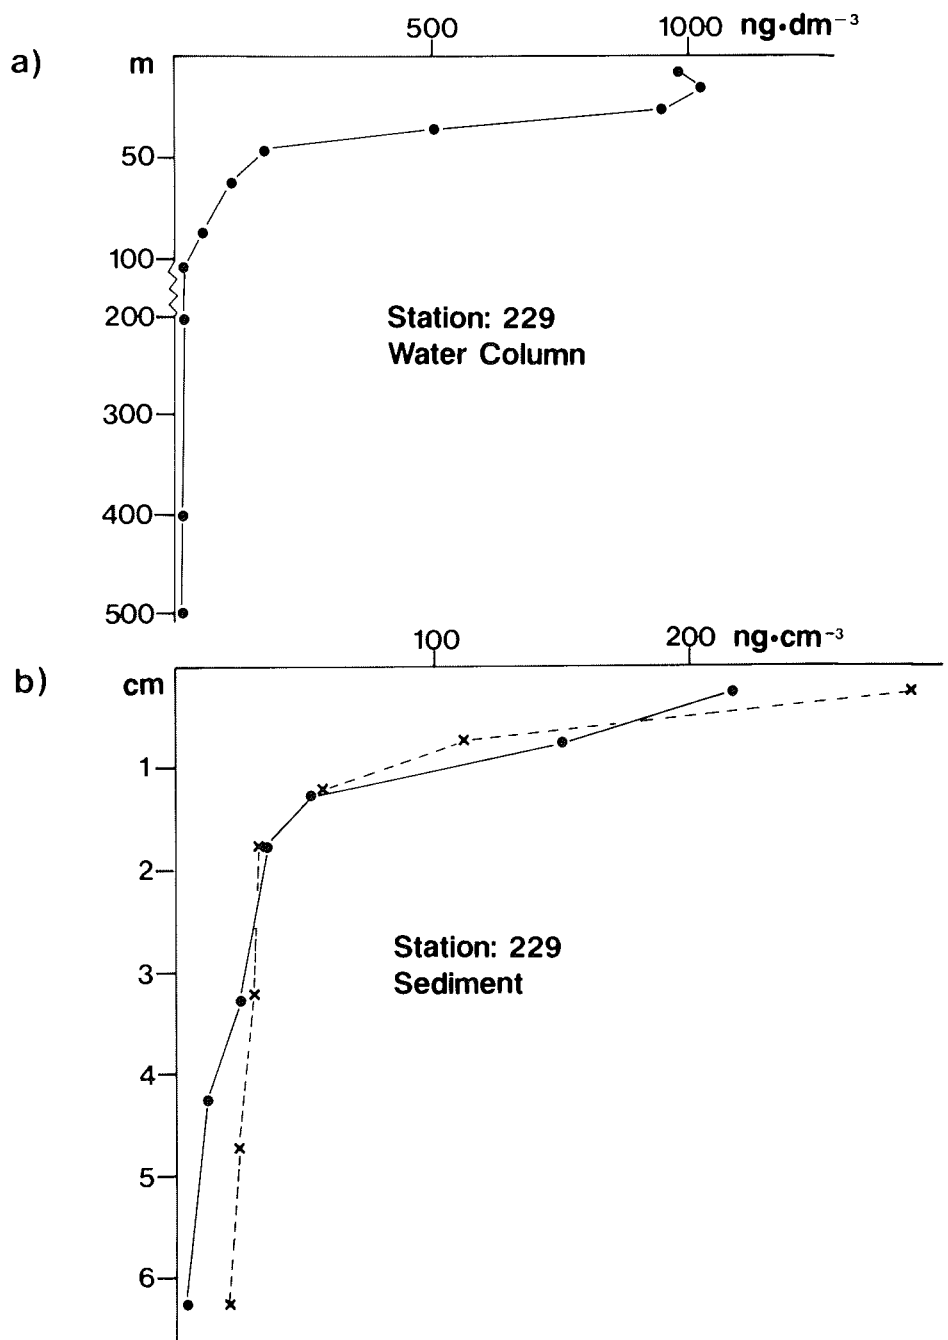 500 1000 ng•dm⁻³
a) m
50
100
200
Station: 229
Water Column
300
400
500
100 200 ng•cm⁻³
b) cm
1
2
Station: 229
Sediment
3
4
5
6